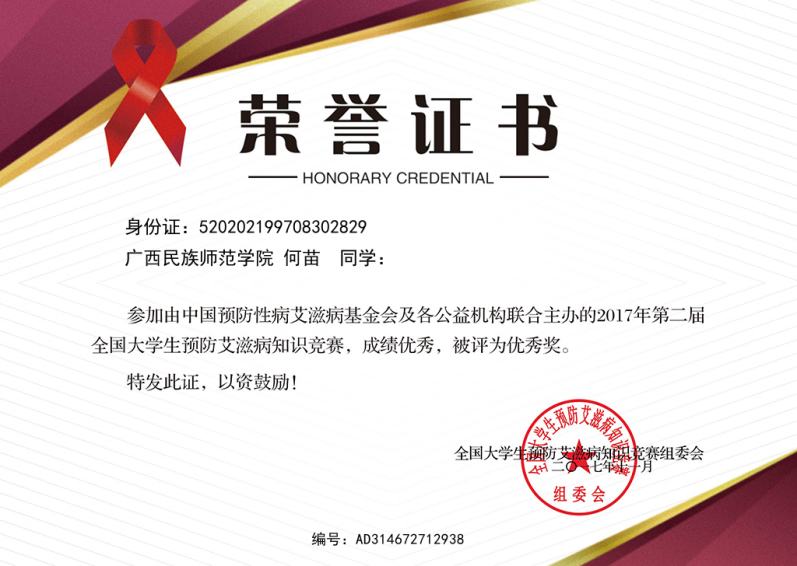 荣誉证书
HONORARY CREDENTIAL
身份证：520202199708302829
广西民族师范学院 何苗 同学：
参加由中国预防性病艾滋病基金会及各公益机构联合主办的2017年第二届
全国大学生预防艾滋病知识竞赛，成绩优秀，被评为优秀奖。
特发此证，以资鼓励！
全国大学生预防艾滋病知识竞赛组委会
二〇一七年十一月
全国大学生预防艾滋病知识竞赛
组委会
编号：AD314672712938